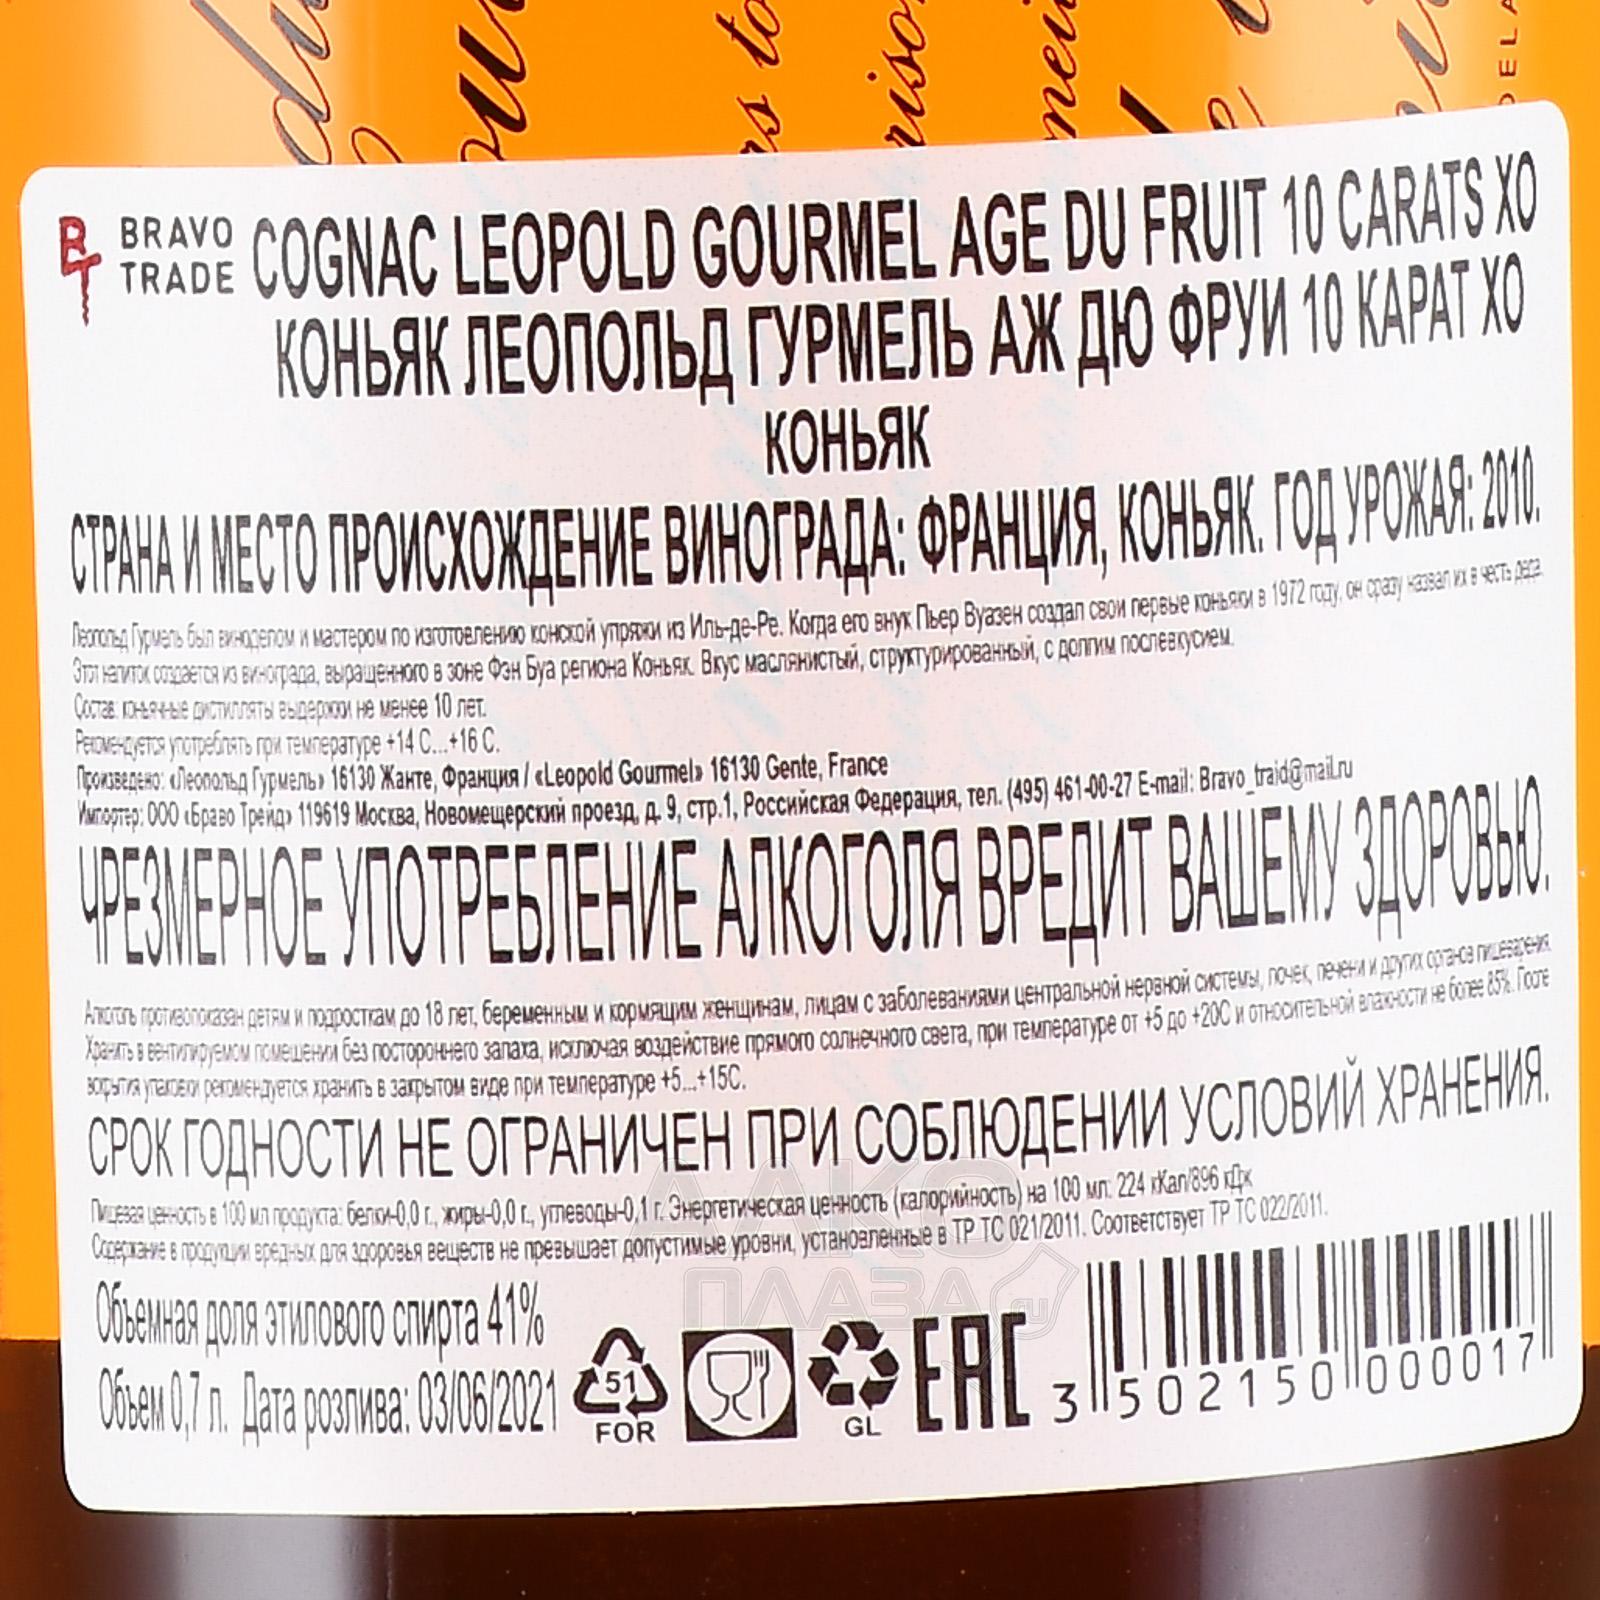 BRAVO
TRADE
COGNAC LEOPOLD GOURMEL AGE DU FRUIT 10 CARATS XO
КОНЬЯК ЛЕОПОЛЬД ГУРМЕЛЬ АЖ ДЮ ФРУИ 10 КАРАТ ХО
КОНЬЯК
СТРАНА И МЕСТО ПРОИСХОЖДЕНИЕ ВИНОГРАДА: ФРАНЦИЯ, КОНЬЯК. ГОД УРОЖАЯ: 2010.
Леопольд Гурмель был виноделом и мастером по изготовлению конской упряжи из Иль-де-Ре. Когда его внук Пьер Вуазен создал свои первые коньяки в 1972 году, он сразу назвал их в честь деда.
Этот напиток создается из винограда, выращенного в зоне Фэн Буа региона Коньяк. Вкус маслянистый, структурированный, с долгим послевкусием.
Состав: коньячные дистилляты выдержки не менее 10 лет.
Рекомендуется употреблять при температуре +14 С...+16 С.
Произведено: «Леопольд Гурмель» 16130 Жанте, Франция / «Leopold Gourmel» 16130 Gente, France
Импортер: ООО «Браво Трейд» 119619 Москва, Новомещерский проезд, д. 9, стр.1, Российская Федерация, тел. (495) 461-00-27 E-mail: Bravo_traid@mail.ru
ЧРЕЗМЕРНОЕ УПОТРЕБЛЕНИЕ АЛКОГОЛЯ ВРЕДИТ ВАШЕМУ ЗДОРОВЬЮ.
Алкоголь противопоказан детям и подросткам до 18 лет, беременным и кормящим женщинам, лицам с заболеваниями центральной нервной системы, почек, печени и других органов пищеварения.
Хранить в вентилируемом помещении без постороннего запаха, исключая воздействие прямого солнечного света, при температуре от +5 до +20С и относительной влажности не более 85%. После
вскрытия упаковки рекомендуется хранить в закрытом виде при температуре +5...+15С.
СРОК ГОДНОСТИ НЕ ОГРАНИЧЕН ПРИ СОБЛЮДЕНИИ УСЛОВИЙ ХРАНЕНИЯ.
Пищевая ценность в 100 мл продукта: белки-0,0 г., жиры-0,0 г., углеводы-0,1 г. Энергетическая ценность (калорийность) на 100 мл: 224 кКал/896 кДж
Содержание в продукции вредных для здоровья веществ не превышает допустимые уровни, установленные в ТР ТС 021/2011. Соответствует ТР ТС 022/2011.
Объемная доля этилового спирта 41%
Объем 0,7 л. Дата розлива: 03/06/2021
51
FOR
GL
EAC
3 502150 000017
АЛКО
ПЛАЗА
.ru